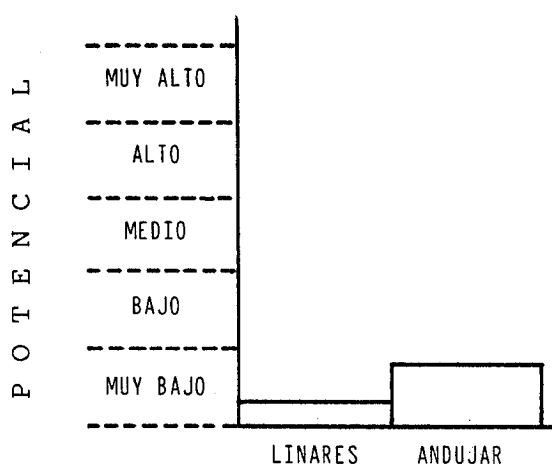 POTENCIAL
MUY ALTO
ALTO
MEDIO
BAJO
MUY BAJO
LINARES
ANDUJAR